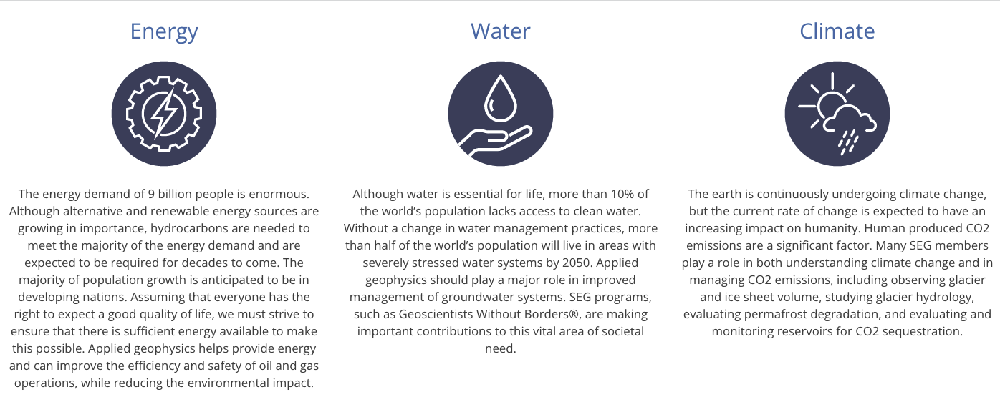 Energy
The energy demand of 9 billion people is enormous.
Although alternative and renewable energy sources are
growing in importance, hydrocarbons are needed to
meet the majority of the energy demand and are
expected to be required for decades to come. The
majority of population growth is anticipated to be in
developing nations. Assuming that everyone has the
right to expect a good quality of life, we must strive to
ensure that there is sufficient energy available to make
this possible. Applied geophysics helps provide energy
and can improve the efficiency and safety of oil and gas
operations, while reducing the environmental impact.
Water
Although water is essential for life, more than 10% of
the world’s population lacks access to clean water.
Without a change in water management practices, more
than half of the world’s population will live in areas with
severely stressed water systems by 2050. Applied
geophysics should play a major role in improved
management of groundwater systems. SEG programs,
such as Geoscientists Without Borders®, are making
important contributions to this vital area of societal
need.
Climate
The earth is continuously undergoing climate change,
but the current rate of change is expected to have an
increasing impact on humanity. Human produced CO2
emissions are a significant factor. Many SEG members
play a role in both understanding climate change and in
managing CO2 emissions, including observing glacier
and ice sheet volume, studying glacier hydrology,
evaluating permafrost degradation, and evaluating and
monitoring reservoirs for CO2 sequestration.